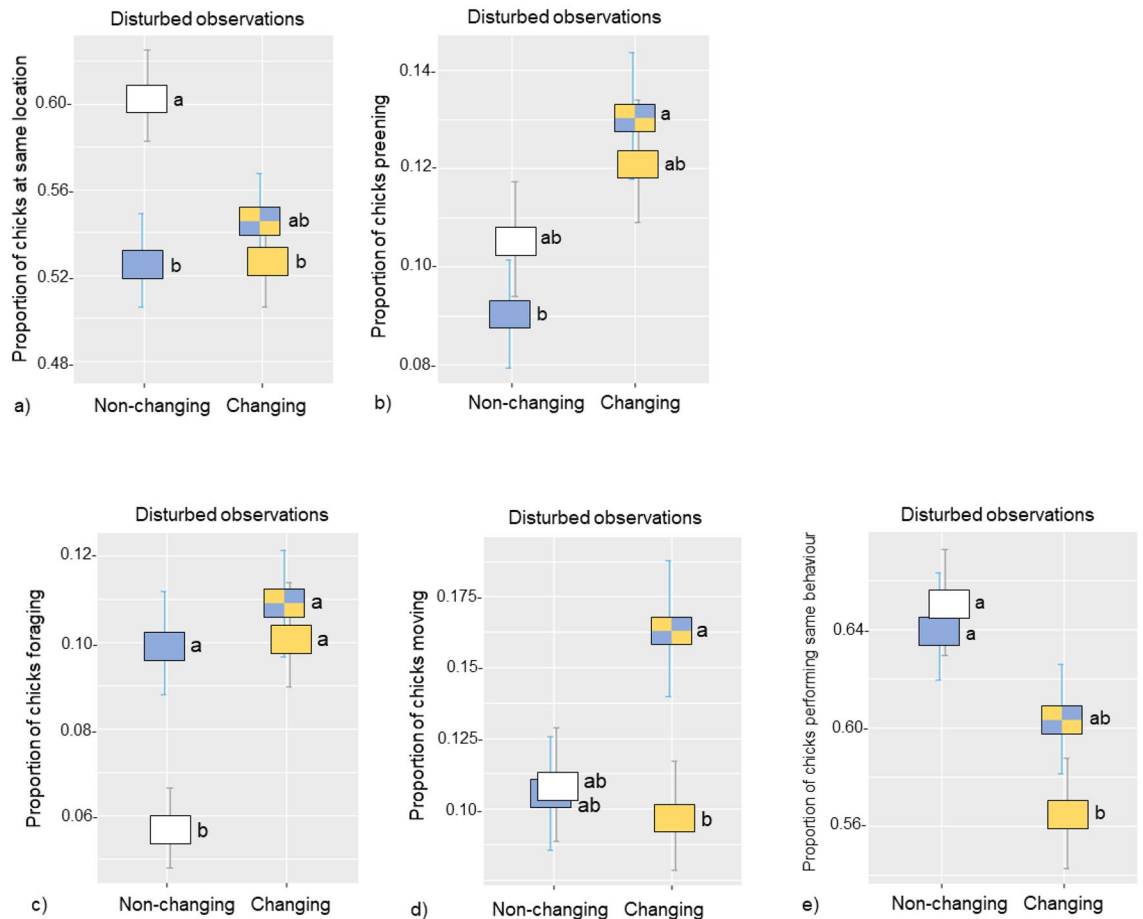 Disturbed observations
Proportion of chicks at same location
0.60-
0.56-
0.52-
0.48-
a
b
ab
b
Non-changing Changing
a)
Disturbed observations
Proportion of chicks preening
0.14-
0.12-
0.10-
0.08-
a
ab
ab
b
Non-changing Changing
b)
Disturbed observations
Proportion of chicks foraging
0.12-
0.10-
0.08-
0.06-
a
a
a
b
Non-changing Changing
c)
Disturbed observations
Proportion of chicks moving
0.175-
0.15-
0.125-
0.10-
a
ab
ab
b
Non-changing Changing
d)
Disturbed observations
Proportion of chicks performing same behaviour
0.64-
0.60-
0.56-
a
a
ab
b
Non-changing Changing
e)